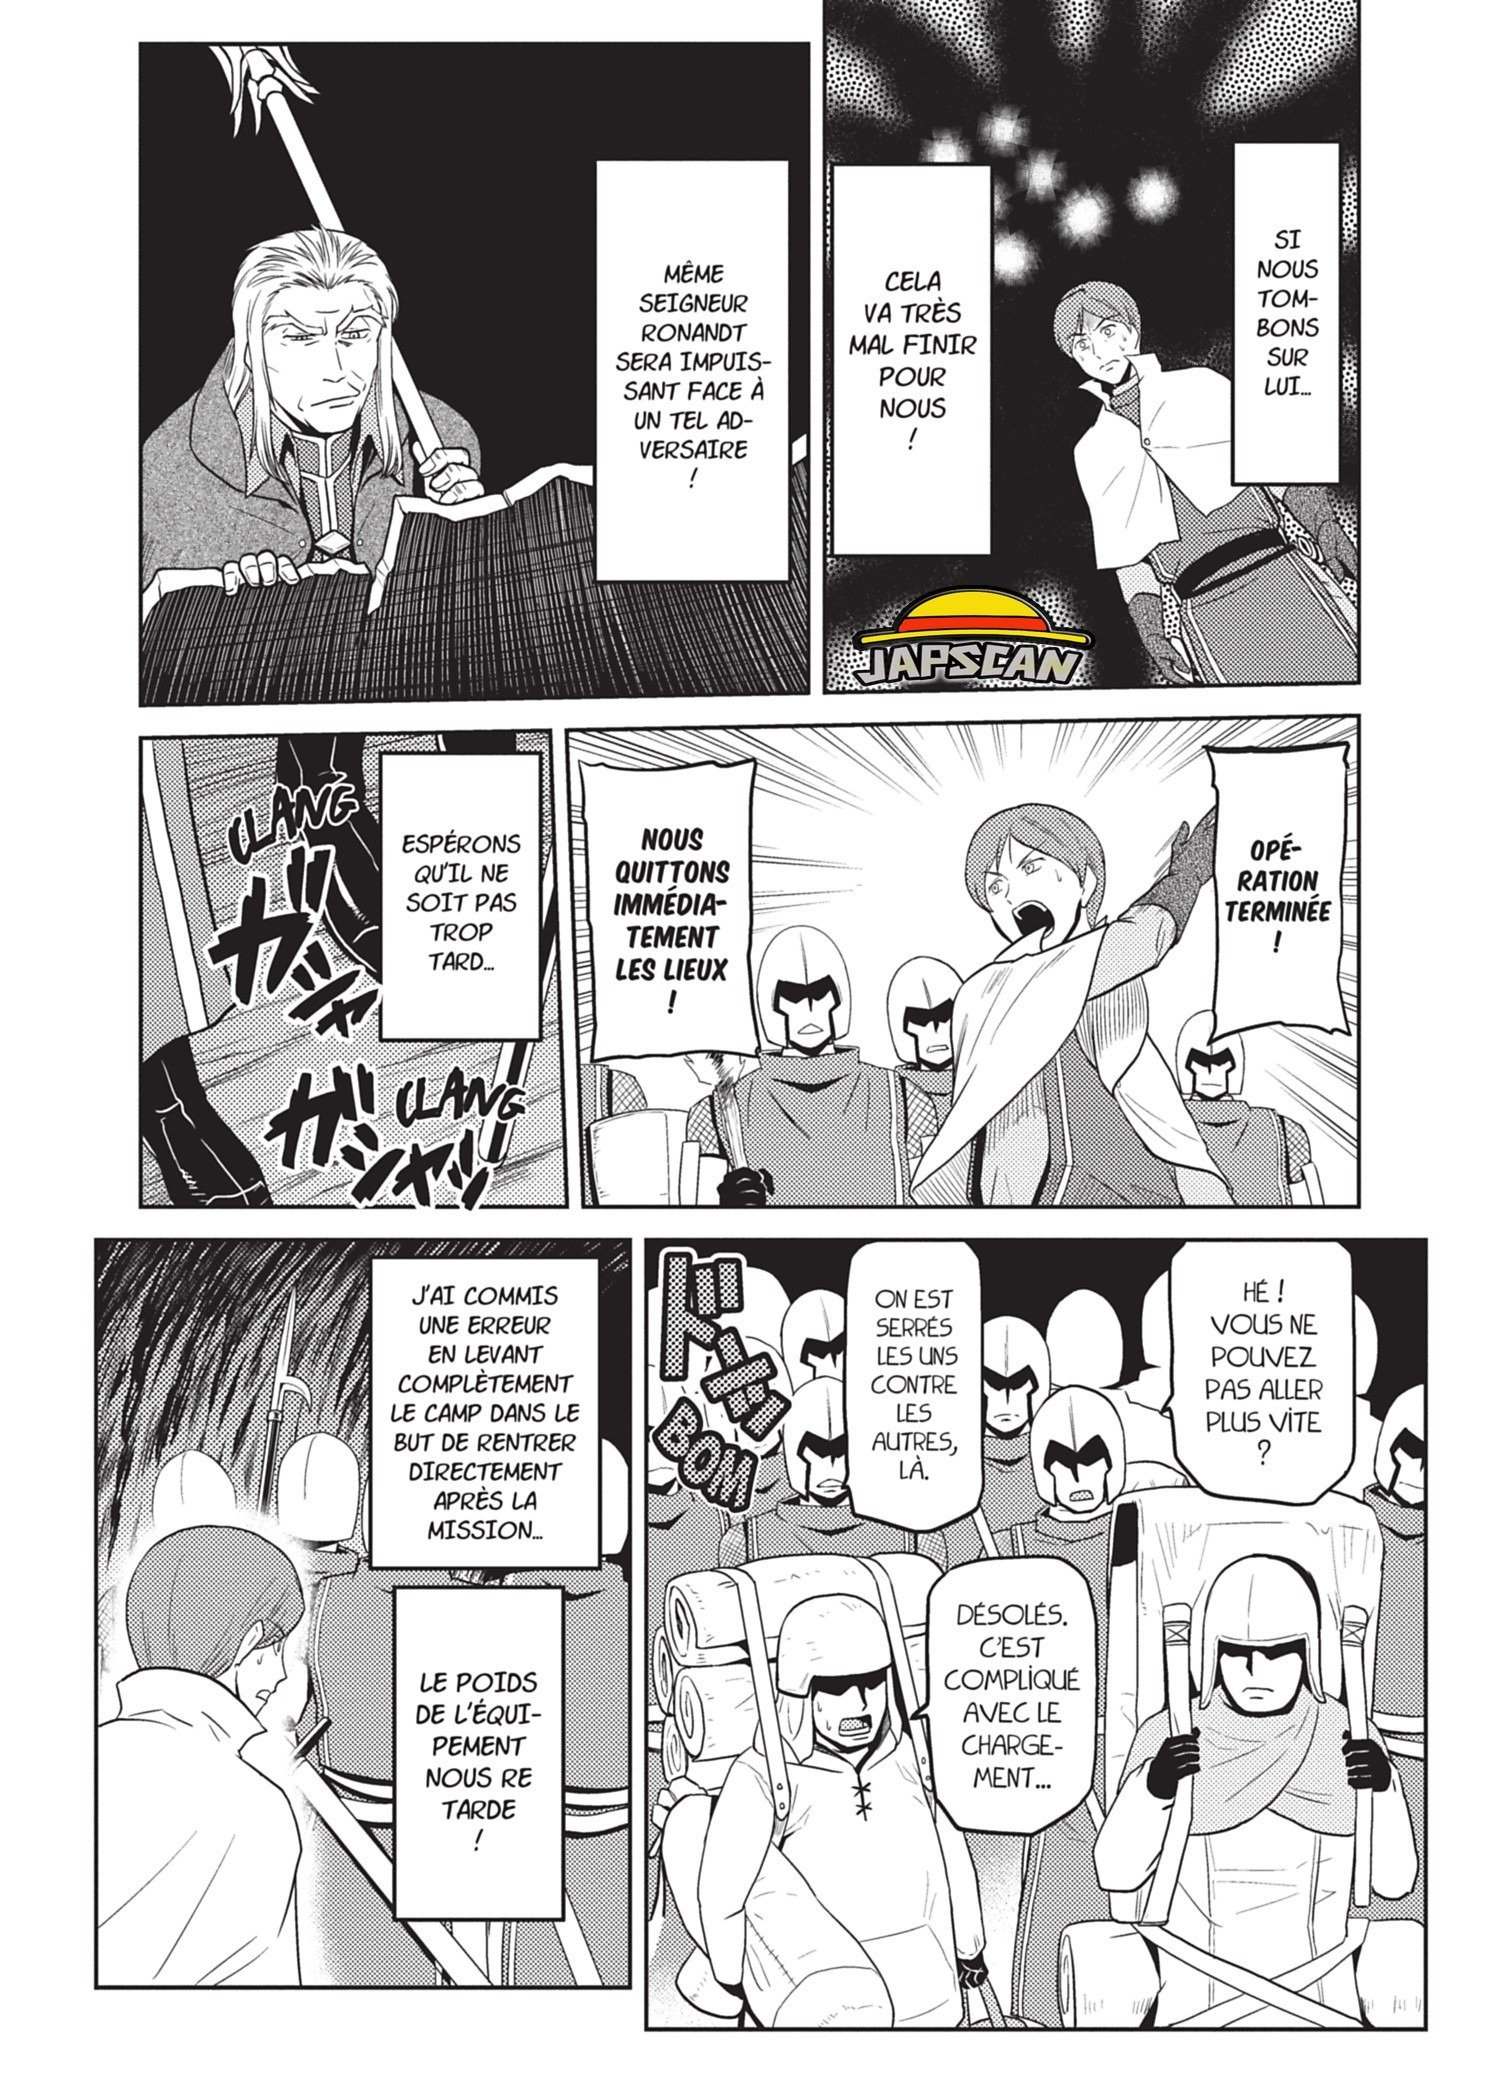 SI
NOUS
TOM-
BONS
SUR
LUI...
CELA
VA TRÈS
MAL FINIR
POUR
NOUS
!
JAPSCAN
MÊME
SEIGNEUR
RONANDT
SERA IMPUIS-
SANT FACE À
UN TEL AD-
VERSAIRE
!
OPÉ-
RATION
TERMINÉE
!
NOUS
QUITTONS
IMMÉDIA-
TEMENT
LES LIEUX
!
ESPÉRONS
QU'IL NE
SOIT PAS
TROP
TARD...
CLANG
ガシャ
CLANG
ガシャッ
HÉ !
VOUS NE
POUVEZ
PAS ALLER
PLUS VITE
?
ON EST
SERRÉS
LES UNS
CONTRE
LES
AUTRES,
LÀ.
ドサ
BOM
DÉSOLÉS.
C'EST
COMPLIQUÉ
AVEC LE
CHARGE-
MENT...
J'AI COMMIS
UNE ERREUR
EN LEVANT
COMPLÈTEMENT
LE CAMP DANS LE
BUT DE RENTRER
DIRECTEMENT
APRÈS LA
MISSION...
LE POIDS
DE L'ÉQUI-
PEMENT
NOUS RE
TARDE
!